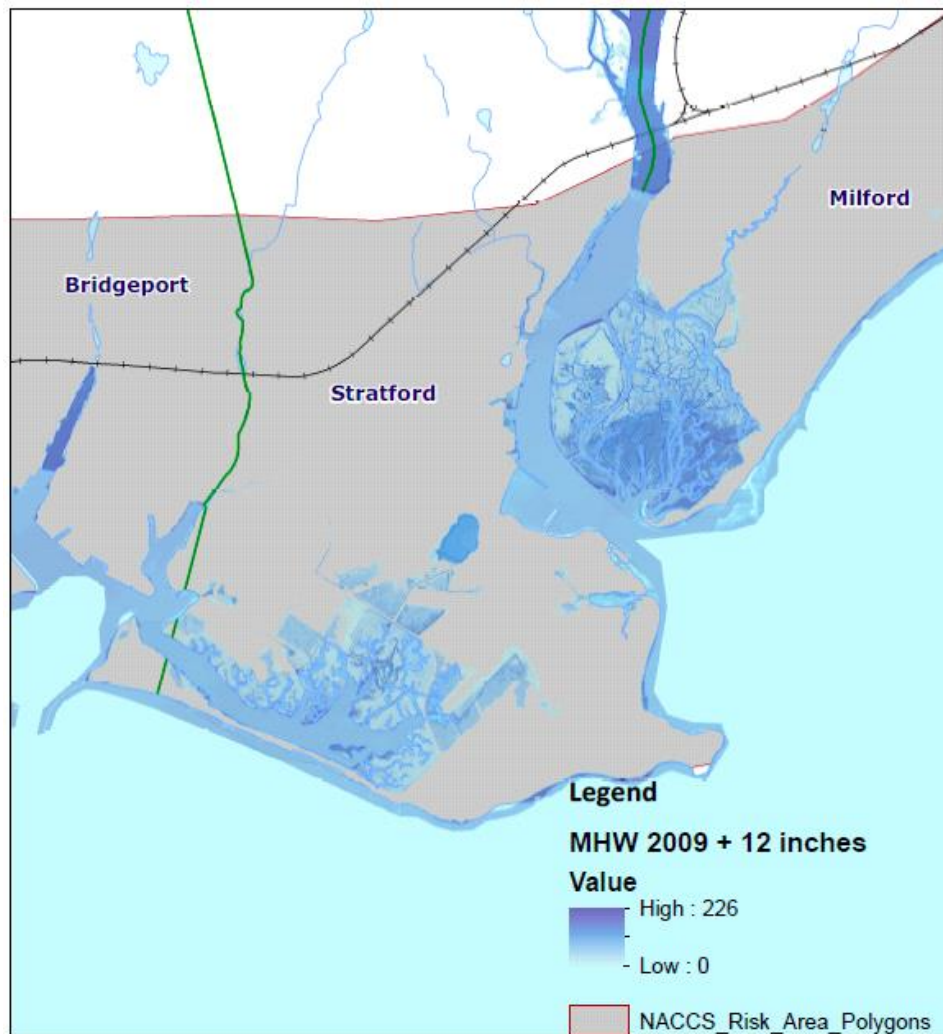 Milford
Bridgeport
Stratford
Legend
MHW 2009 + 12 inches
Value
High : 226
Low : 0
NACCS_Risk_Area_Polygons